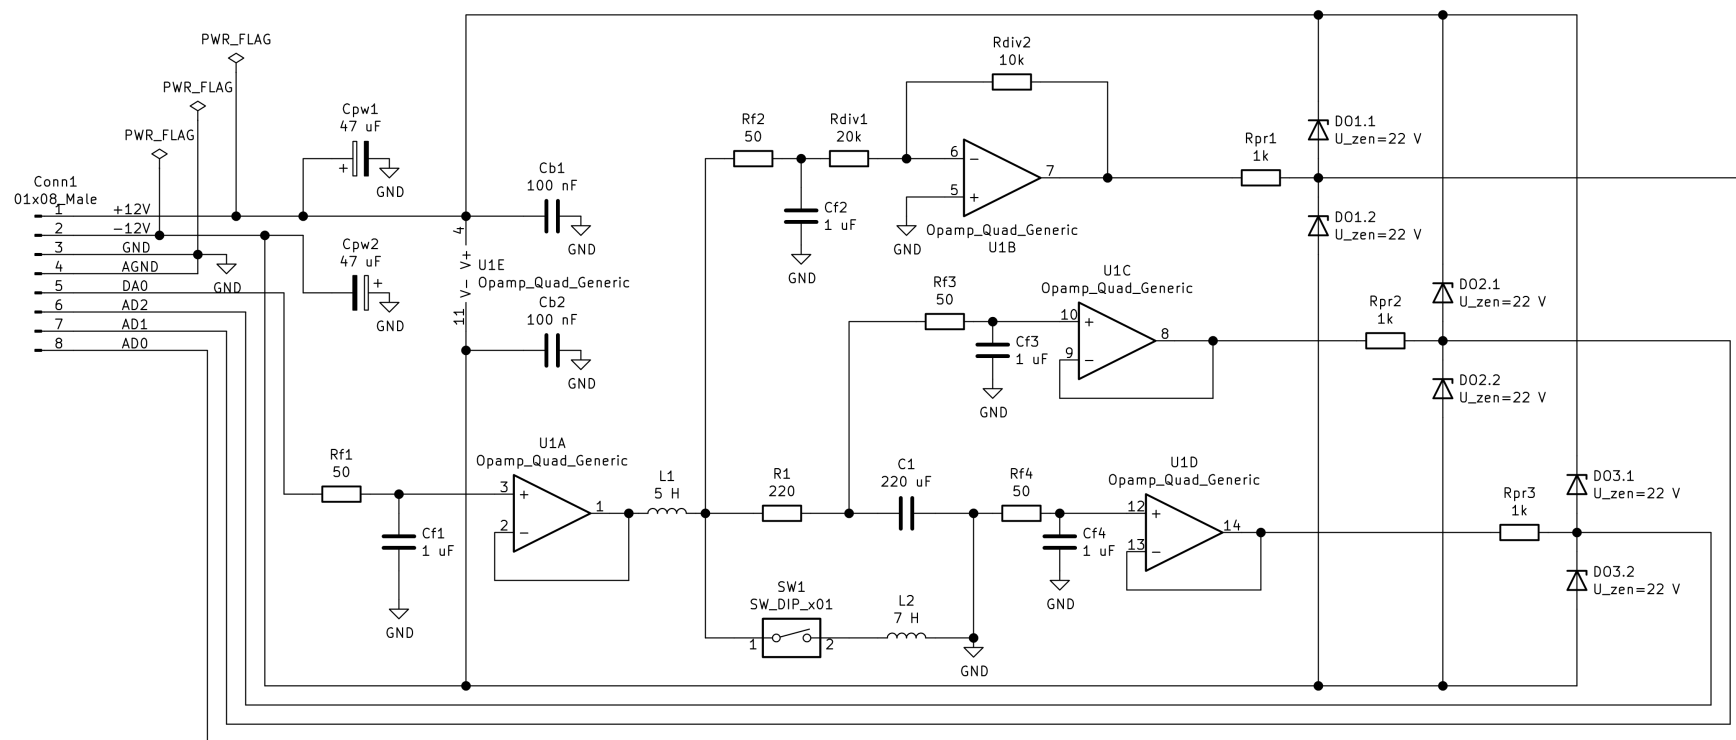 PWR_FLAG
PWR_FLAG
PWR_FLAG
Cpw1
47 uF
+
GND
Conn1
01x08_Male
1 +12V
2 -12V
3 GND
4 AGND
5 DA0
6 AD2
7 AD1
8 AD0
GND
Cpw2
47 uF
+
GND
Cb1
100 nF
GND
4
V+
U1E
Opamp_Quad_Generic
V-
11
Cb2
100 nF
GND
Rdiv2
10k
Rf2
50
Rdiv1
20k
Cf2
1 uF
GND
6 -
5 +
7
GND
Opamp_Quad_Generic
U1B
Rpr1
1k
DO1.1
U_zen=22 V
DO1.2
U_zen=22 V
U1C
Opamp_Quad_Generic
Rf3
50
10 +
9 -
8
Cf3
1 uF
GND
Rpr2
1k
DO2.1
U_zen=22 V
DO2.2
U_zen=22 V
Rf1
50
Cf1
1 uF
GND
U1A
Opamp_Quad_Generic
3 +
2 -
1
L1
5 H
R1
220
C1
220 uF
Rf4
50
Cf4
1 uF
GND
U1D
Opamp_Quad_Generic
12 +
13 -
14
Rpr3
1k
DO3.1
U_zen=22 V
DO3.2
U_zen=22 V
SW1
SW_DIP_x01
1
2
L2
7 H
GND